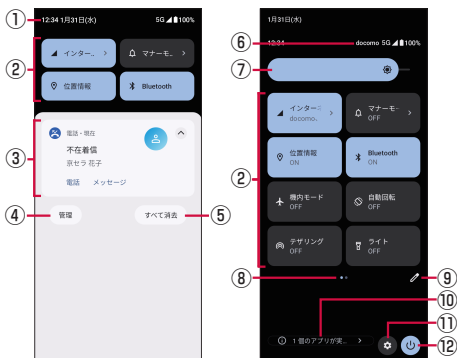 ① 12:34 1月31日(水) 5G 100%
② インター.. マナーモ..
位置情報 Bluetooth
③ 電話・現在
不在着信
京セラ 花子
電話 メッセージ
④ 管理 すべて消去 ⑤
1月31日(水)
⑥ 12:34 docomo 5G 100%
⑦
② インター
docomo..
マナーモー
OFF
位置情報
ON
Bluetooth
ON
機内モード
OFF
自動回転
OFF
テザリング
OFF
ライト
OFF
⑧ ⑨
⑩ 1 個のアプリが実...
⑪
⑫